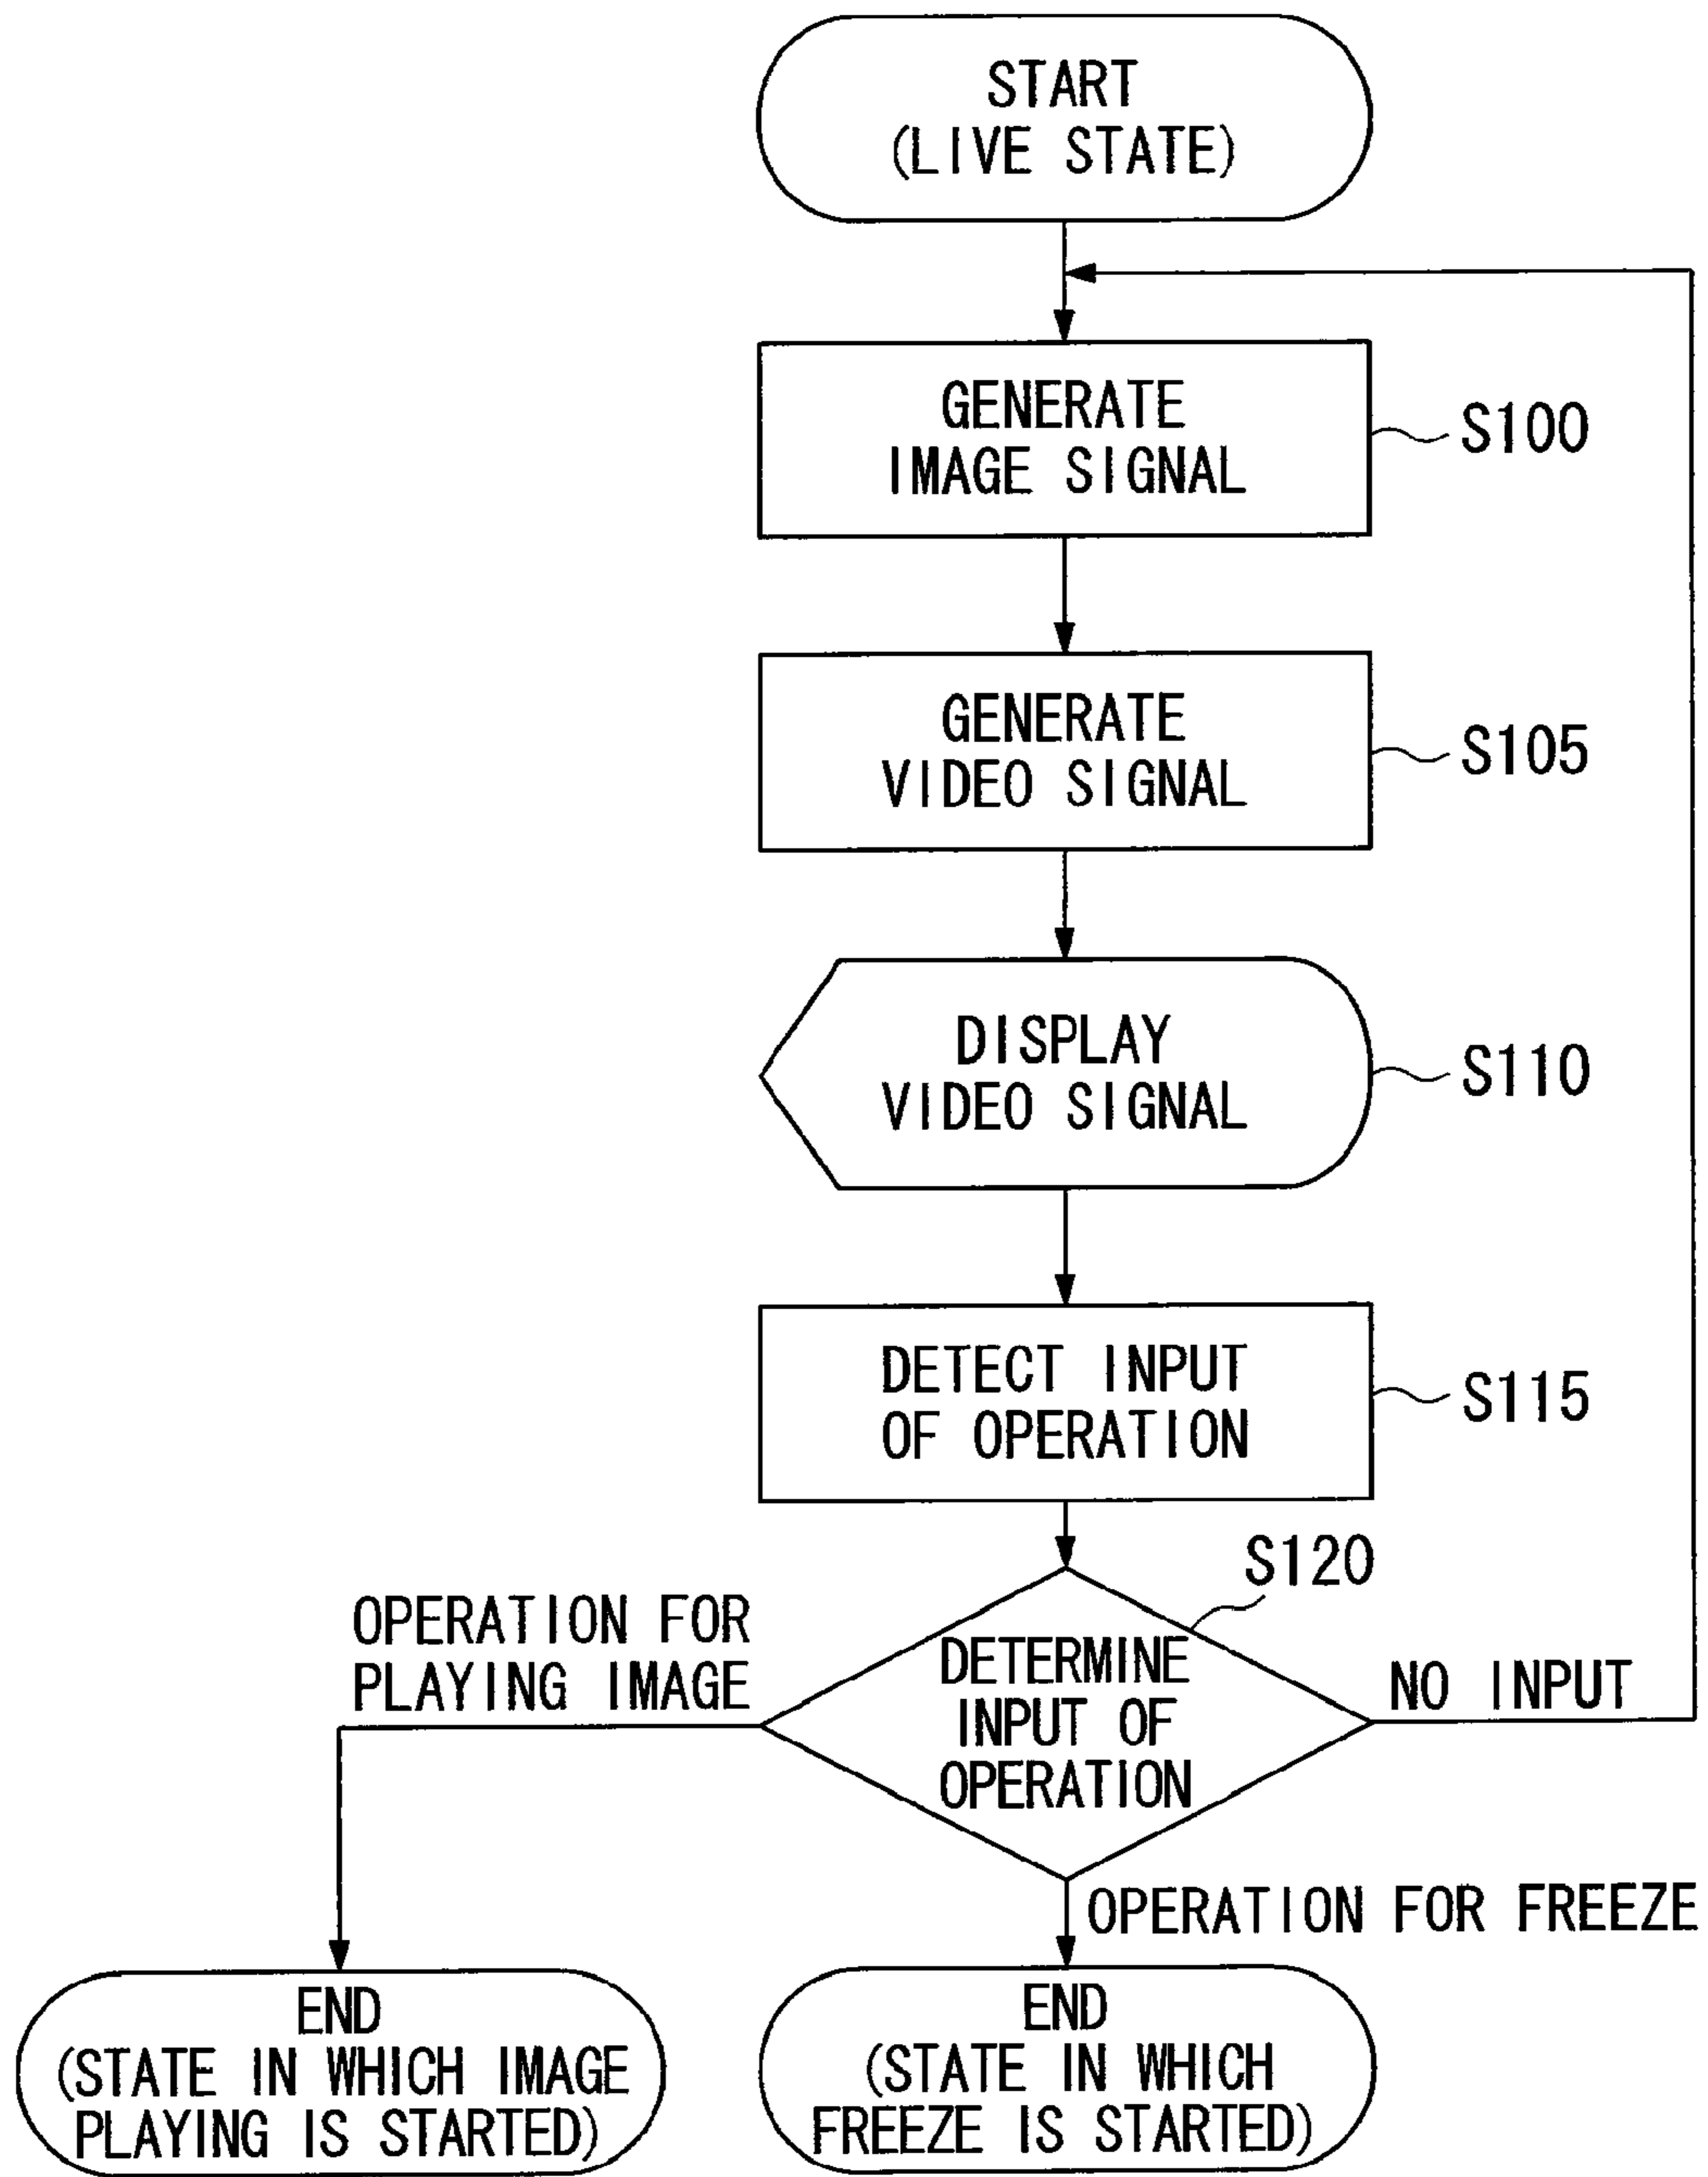 START
(LIVE STATE)
GENERATE
IMAGE SIGNAL
S100
GENERATE
VIDEO SIGNAL
S105
DISPLAY
VIDEO SIGNAL
S110
DETECT INPUT
OF OPERATION
S115
S120
DETERMINE
INPUT OF
OPERATION
OPERATION FOR
PLAYING IMAGE
NO INPUT
OPERATION FOR FREEZE
END
(STATE IN WHICH IMAGE
PLAYING IS STARTED)
END
(STATE IN WHICH
FREEZE IS STARTED)